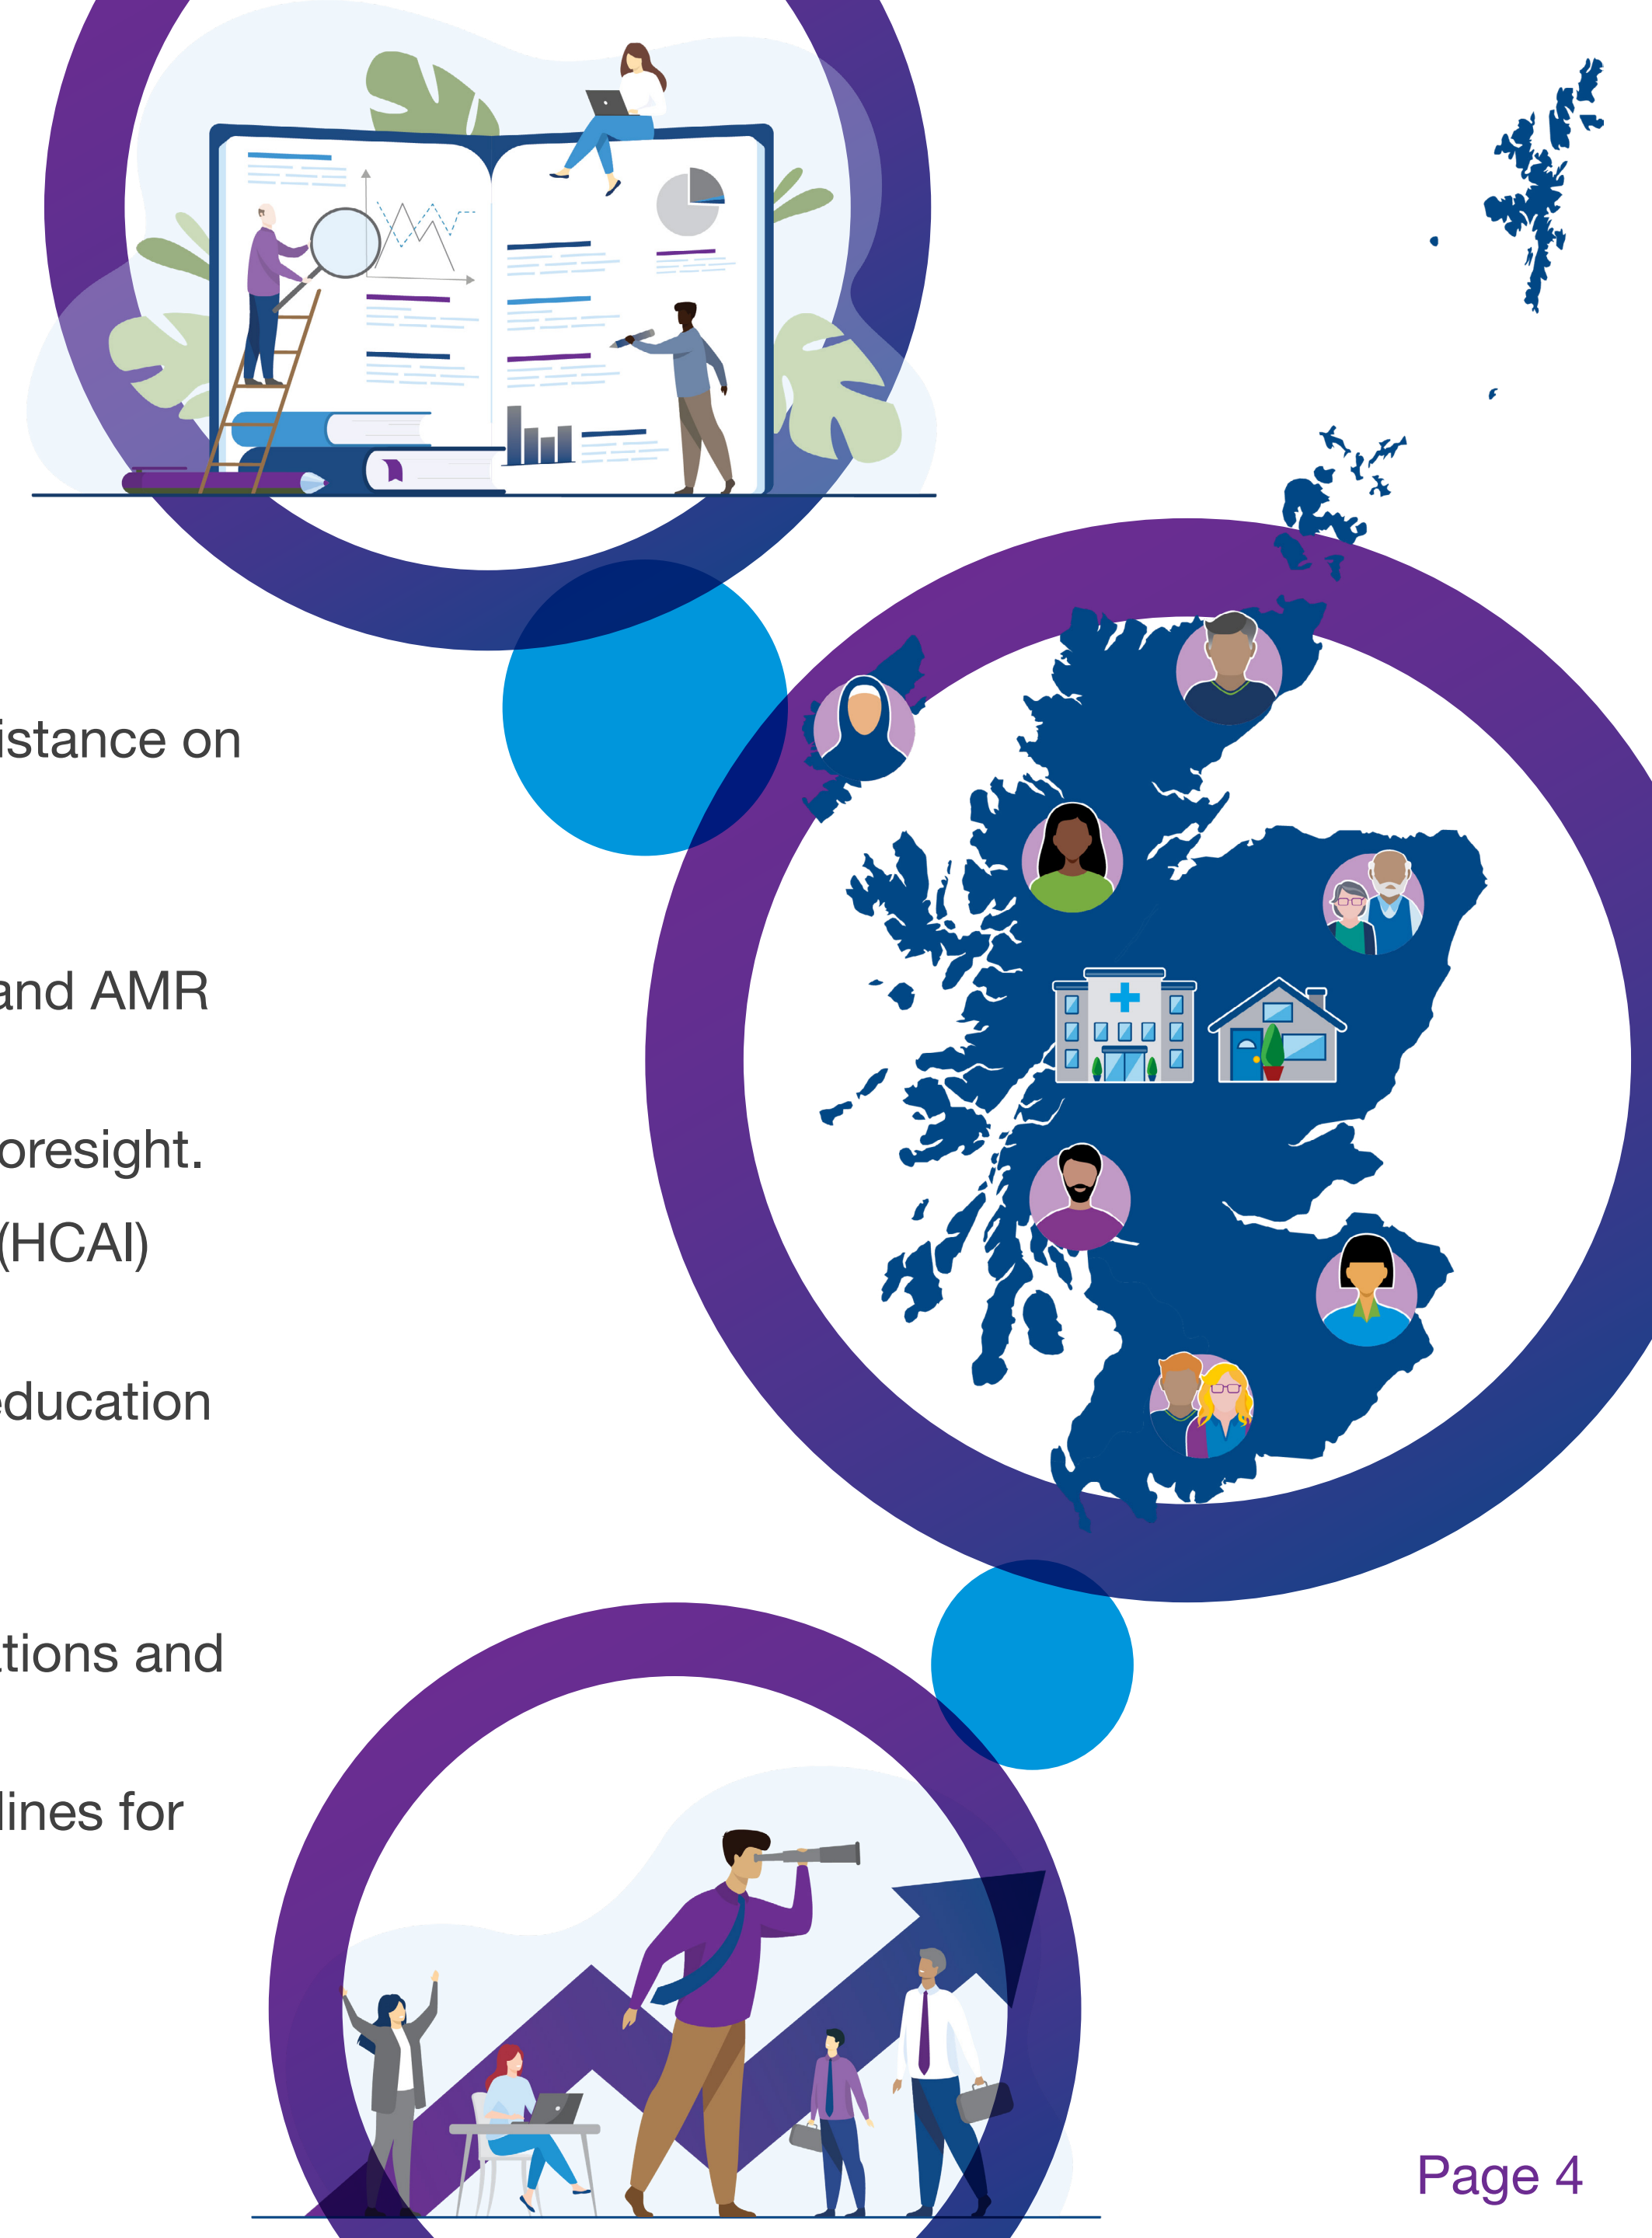 istance on
and AMR
oresight.
(HCAI)
education
tions and
lines for
Page 4